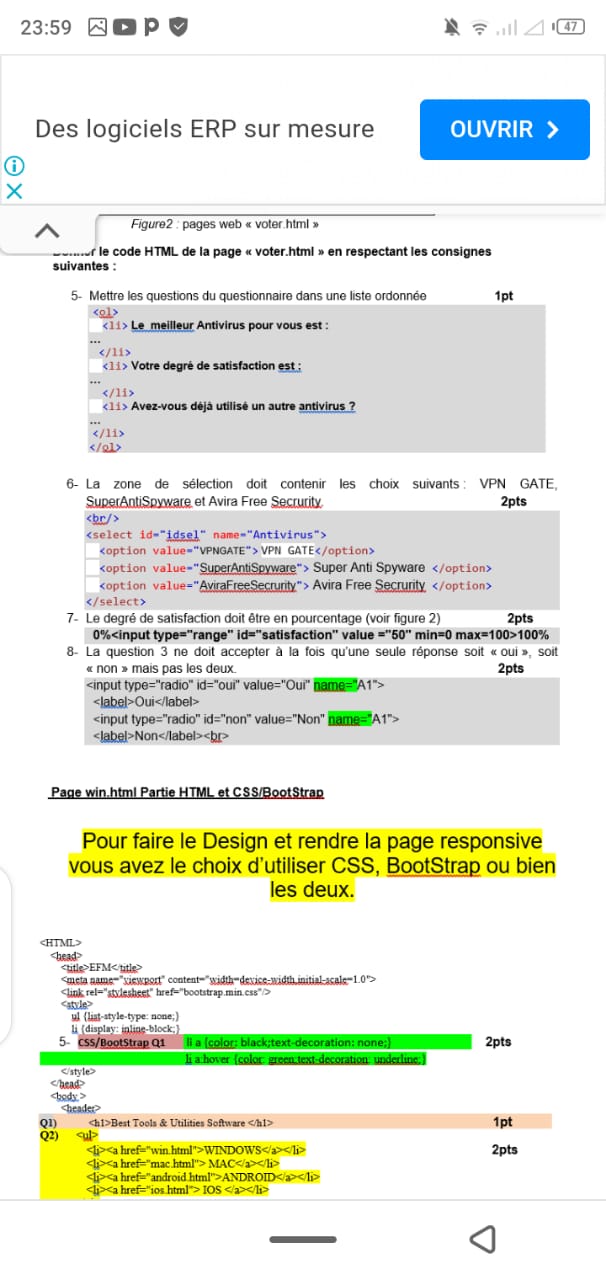 23:59
47
Des logiciels ERP sur mesure
OUVRIR
Figure2 : pages web « voter.html »
le code HTML de la page « voter.html » en respectant les consignes
suivantes :
5- Mettre les questions du questionnaire dans une liste ordonnée 1pt
<ol>
<li> Le meilleur Antivirus pour vous est :
...
</li>
<li> Votre degré de satisfaction est :
...
</li>
<li> Avez-vous déjà utilisé un autre antivirus ?
...
</li>
</ol>
6- La zone de sélection doit contenir les choix suivants : VPN GATE,
SuperAntiSpyware et Avira Free Secrurity. 2pts
<br/>
<select id="idsel" name="Antivirus">
<option value="VPNGATE"> VPN GATE</option>
<option value="SuperAntiSpyware"> Super Anti Spyware </option>
<option value="AviraFreeSecrurity"> Avira Free Secrurity </option>
</select>
7- Le degré de satisfaction doit être en pourcentage (voir figure 2) 2pts
0%<input type="range" id="satisfaction" value ="50" min=0 max=100>100%
8- La question 3 ne doit accepter à la fois qu'une seule réponse soit « oui », soit
« non » mais pas les deux. 2pts
<input type="radio" id="oui" value="Oui" name="A1">
<label>Oui</label>
<input type="radio" id="non" value="Non" name="A1">
<label>Non</label><br>
Page win.html Partie HTML et CSS/BootStrap
Pour faire le Design et rendre la page responsive
vous avez le choix d'utiliser CSS, BootStrap ou bien
les deux.
<HTML>
<head>
<title>EFM</title>
<meta name="viewport" content="width=device-width,initial-scale=1.0">
<link rel="stylesheet" href="bootstrap.min.css"/>
<style>
ul {list-style-type: none;}
li {display: inline-block;}
5- CSS/BootStrap Q1 li a {color: black;text-decoration: none;} 2pts
li a:hover {color: green;text-decoration: underline;}
</style>
</head>
<body >
<header>
Q1) <h1>Best Tools & Utilities Software </h1> 1pt
Q2) <ul>
<li><a href="win.html">WINDOWS</a></li> 2pts
<li><a href="mac.html"> MAC</a></li>
<li><a href="android.html">ANDROID</a></li>
<li><a href="ios.html"> IOS </a></li>